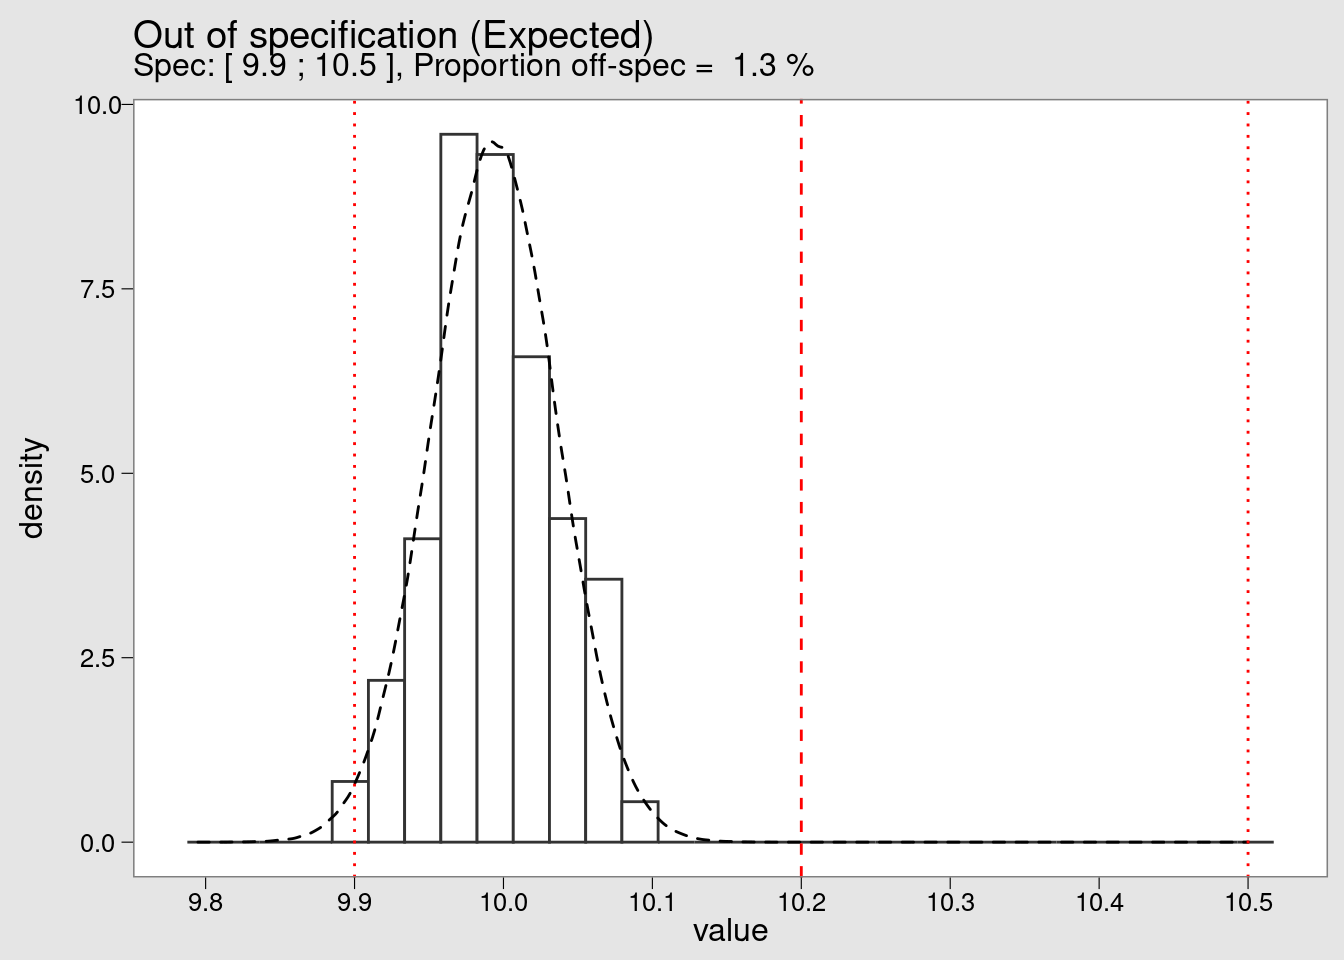 Out of specification (Expected)
Spec: [ 9.9 ; 10.5 ], Proportion off-spec =  1.3 %
10.0
7.5
5.0
2.5
0.0
density
9.8 9.9 10.0 10.1 10.2 10.3 10.4 10.5
value